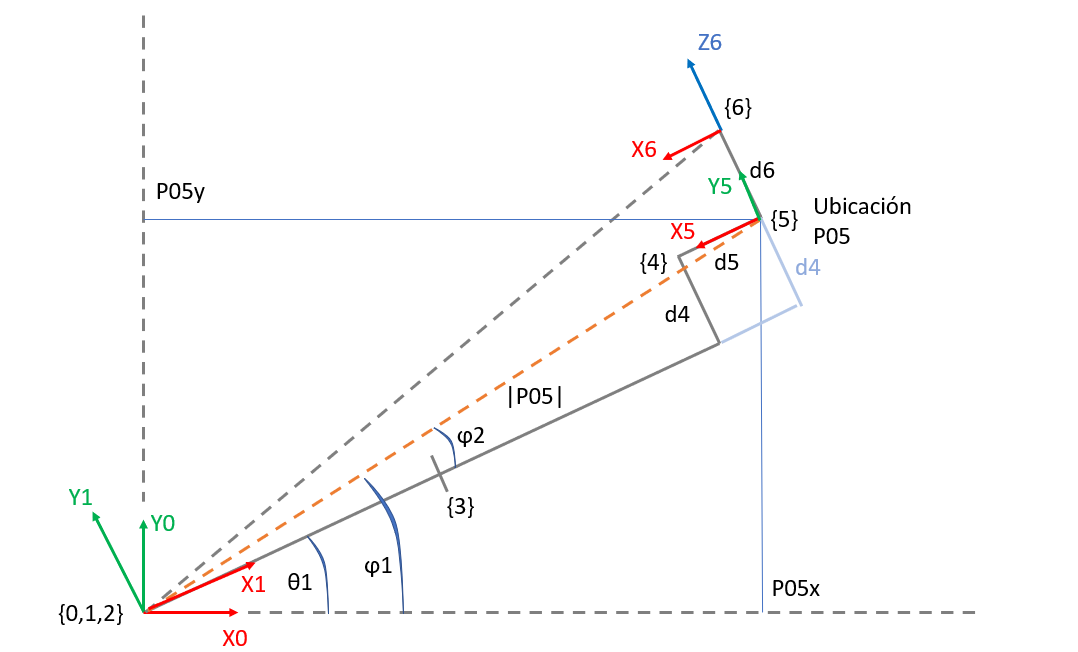 Z6
{6}
X6
d6
Y5
P05y
Ubicación
P05
{5}
X5
{4}
d5
d4
d4
|P05|
φ2
{3}
Y1
Y0
φ1
X1
θ1
P05x
{0,1,2}
X0